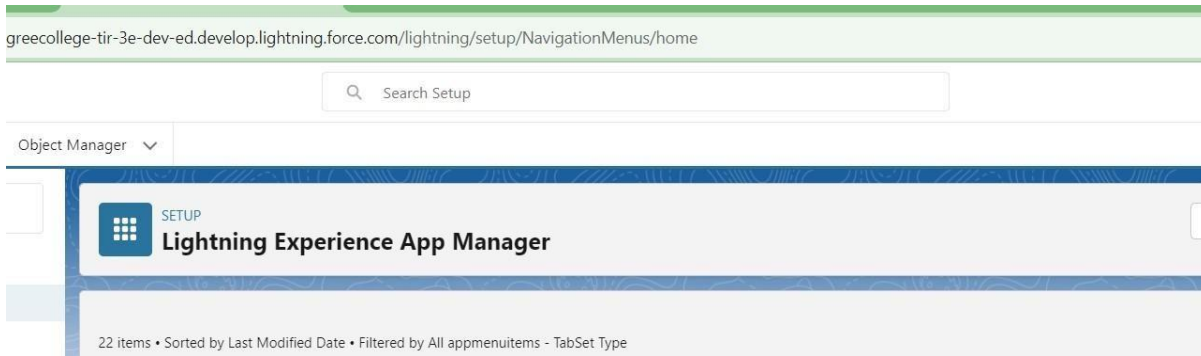 greecollege-tir-3e-dev-ed.develop.lightning.force.com/lightning/setup/NavigationMenus/home
Search Setup
Object Manager
SETUP
Lightning Experience App Manager
22 items • Sorted by Last Modified Date • Filtered by All appmenuitems - TabSet Type